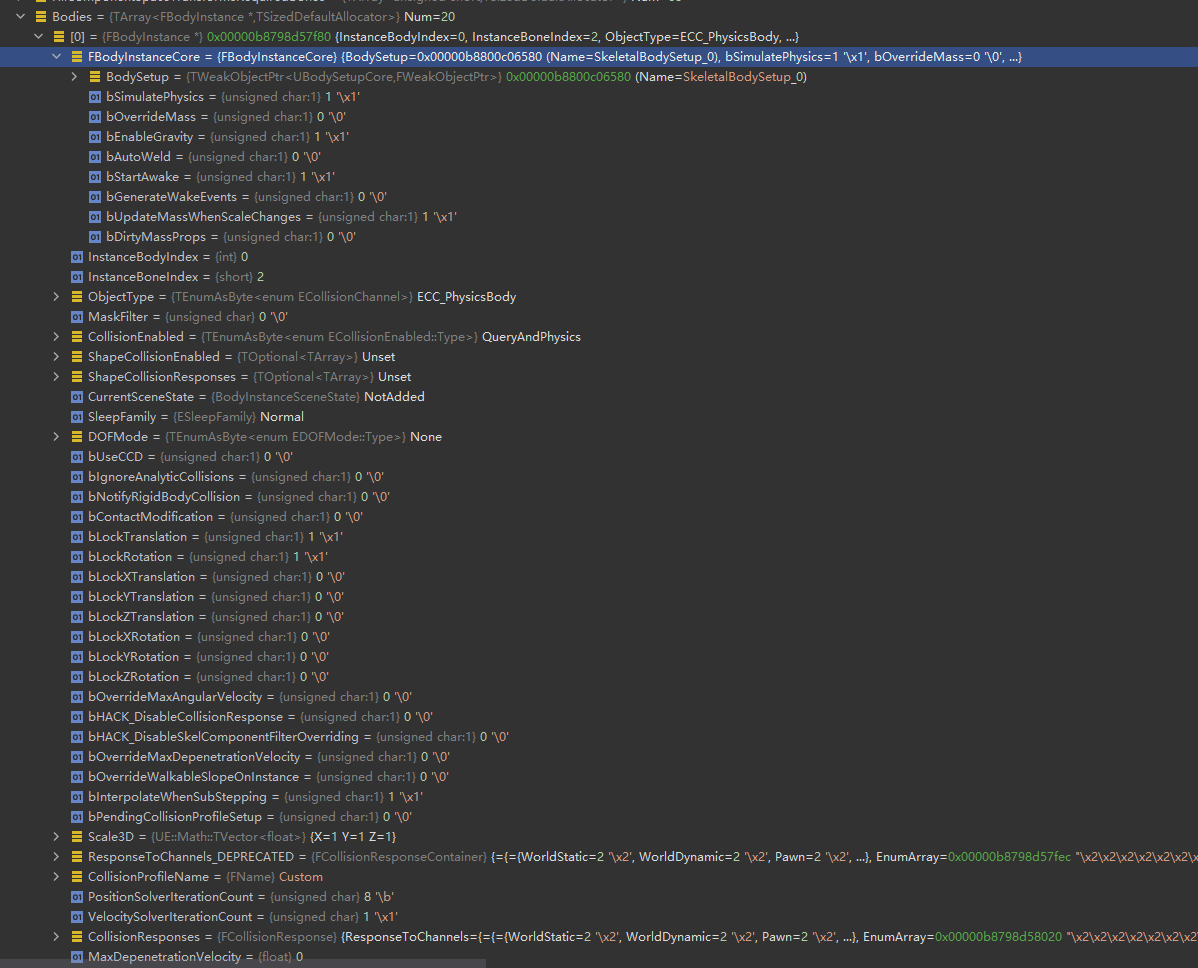 Bodies = {TArray<FBodyInstance *,TSizedDefaultAllocator>} Num=20
[0] = {FBodyInstance *} 0x00000b8798d57f80 {InstanceBodyIndex=0, InstanceBoneIndex=2, ObjectType=ECC_PhysicsBody, ...}
FBodyInstanceCore = {FBodyInstanceCore} {BodySetup=0x00000b8800c06580 (Name=SkeletalBodySetup_0), bSimulatePhysics=1 '\x1', bOverrideMass=0 '\0', ...}
BodySetup = {TWeakObjectPtr<UBodySetupCore,FWeakObjectPtr>} 0x00000b8800c06580 (Name=SkeletalBodySetup_0)
01 bSimulatePhysics = {unsigned char:1} 1 '\x1'
01 bOverrideMass = {unsigned char:1} 0 '\0'
01 bEnableGravity = {unsigned char:1} 1 '\x1'
01 bAutoWeld = {unsigned char:1} 0 '\0'
01 bStartAwake = {unsigned char:1} 1 '\x1'
01 bGenerateWakeEvents = {unsigned char:1} 0 '\0'
01 bUpdateMassWhenScaleChanges = {unsigned char:1} 1 '\x1'
01 bDirtyMassProps = {unsigned char:1} 0 '\0'
01 InstanceBodyIndex = {int} 0
01 InstanceBoneIndex = {short} 2
ObjectType = {TEnumAsByte<enum ECollisionChannel>} ECC_PhysicsBody
01 MaskFilter = {unsigned char} 0 '\0'
CollisionEnabled = {TEnumAsByte<enum ECollisionEnabled::Type>} QueryAndPhysics
ShapeCollisionEnabled = {TOptional<TArray>} Unset
ShapeCollisionResponses = {TOptional<TArray>} Unset
01 CurrentSceneState = {BodyInstanceSceneState} NotAdded
01 SleepFamily = {ESleepFamily} Normal
DOFMode = {TEnumAsByte<enum EDOFMode::Type>} None
01 bUseCCD = {unsigned char:1} 0 '\0'
01 bIgnoreAnalyticCollisions = {unsigned char:1} 0 '\0'
01 bNotifyRigidBodyCollision = {unsigned char:1} 0 '\0'
01 bContactModification = {unsigned char:1} 0 '\0'
01 bLockTranslation = {unsigned char:1} 1 '\x1'
01 bLockRotation = {unsigned char:1} 1 '\x1'
01 bLockXTranslation = {unsigned char:1} 0 '\0'
01 bLockYTranslation = {unsigned char:1} 0 '\0'
01 bLockZTranslation = {unsigned char:1} 0 '\0'
01 bLockXRotation = {unsigned char:1} 0 '\0'
01 bLockYRotation = {unsigned char:1} 0 '\0'
01 bLockZRotation = {unsigned char:1} 0 '\0'
01 bOverrideMaxAngularVelocity = {unsigned char:1} 0 '\0'
01 bHACK_DisableCollisionResponse = {unsigned char:1} 0 '\0'
01 bHACK_DisableSkelComponentFilterOverriding = {unsigned char:1} 0 '\0'
01 bOverrideMaxDepenetrationVelocity = {unsigned char:1} 0 '\0'
01 bOverrideWalkableSlopeOnInstance = {unsigned char:1} 0 '\0'
01 bInterpolateWhenSubStepping = {unsigned char:1} 1 '\x1'
01 bPendingCollisionProfileSetup = {unsigned char:1} 0 '\0'
Scale3D = {UE::Math::TVector<float>} {X=1 Y=1 Z=1}
ResponseToChannels_DEPRECATED = {FCollisionResponseContainer} {={={WorldStatic=2 '\x2', WorldDynamic=2 '\x2', Pawn=2 '\x2', ...}, EnumArray=0x00000b8798d57fec "\x2\x2\x2\x2\x2\x2\x
CollisionProfileName = {FName} Custom
01 PositionSolverIterationCount = {unsigned char} 8 '\b'
01 VelocitySolverIterationCount = {unsigned char} 1 '\x1'
CollisionResponses = {FCollisionResponse} {ResponseToChannels={={={WorldStatic=2 '\x2', WorldDynamic=2 '\x2', Pawn=2 '\x2', ...}, EnumArray=0x00000b8798d58020 "\x2\x2\x2\x2\x2\x2\x2
01 MaxDepenetrationVelocity = {float} 0